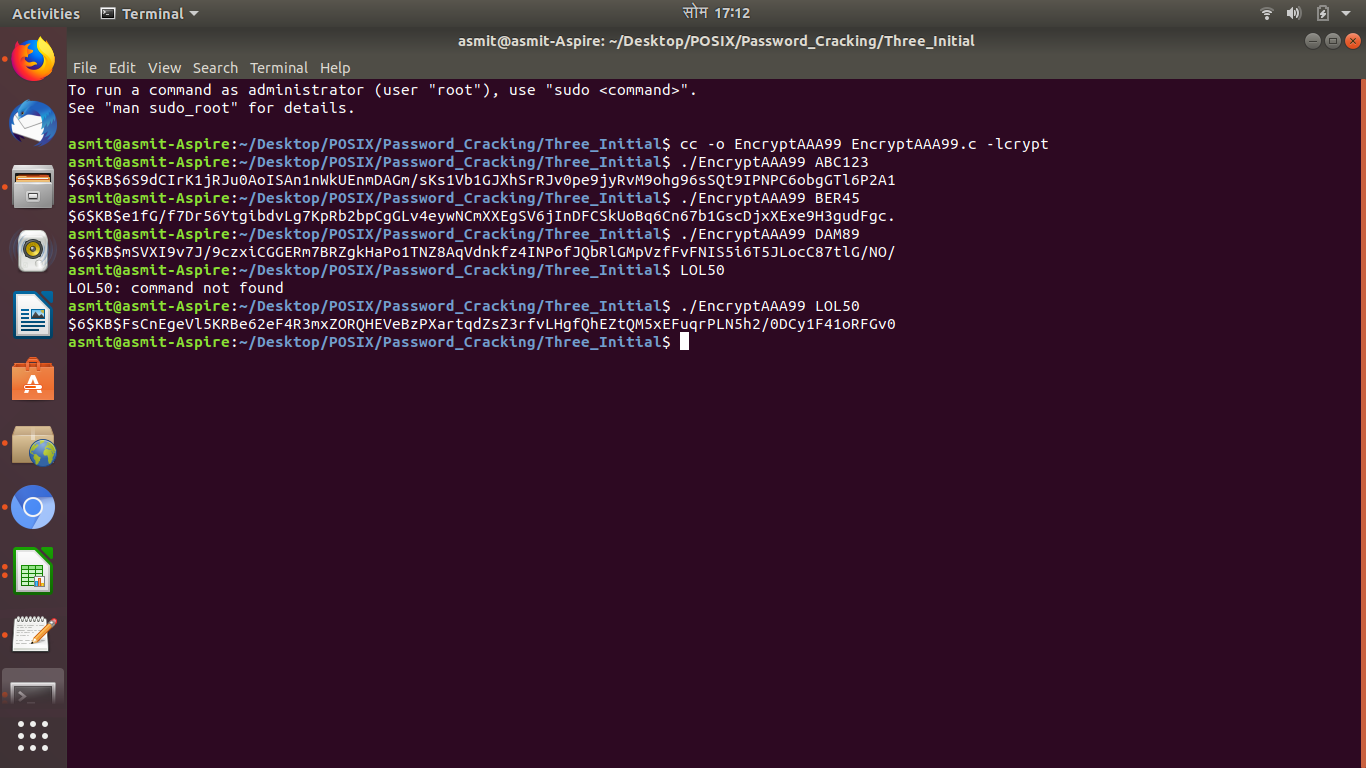 Activities Terminal सोम 17:12
asmit@asmit-Aspire: ~/Desktop/POSIX/Password_Cracking/Three_Initial
File Edit View Search Terminal Help
To run a command as administrator (user "root"), use "sudo <command>".
See "man sudo_root" for details.
asmit@asmit-Aspire:~/Desktop/POSIX/Password_Cracking/Three_Initial$ cc -o EncryptAAA99 EncryptAAA99.c -lcrypt
asmit@asmit-Aspire:~/Desktop/POSIX/Password_Cracking/Three_Initial$ ./EncryptAAA99 ABC123
$6$KB$6S9dCIrK1jRJu0AoISAn1nWkUEnmDAGm/sKs1Vb1GJXhSrRJv0pe9jyRvM9ohg96sSQt9IPNPC6obgGTl6P2A1
asmit@asmit-Aspire:~/Desktop/POSIX/Password_Cracking/Three_Initial$ ./EncryptAAA99 BER45
$6$KB$e1fG/f7Dr56YtgibdvLg7KpRb2bpCgGLv4eywNCmXXEgSV6jInDFCSkUoBq6Cn67b1GscDjxXExe9H3gudFgc.
asmit@asmit-Aspire:~/Desktop/POSIX/Password_Cracking/Three_Initial$ ./EncryptAAA99 DAM89
$6$KB$mSVXI9v7J/9czxiCGGERm7BRZgkHaPo1TNZ8AqVdnkfz4INPofJQbRlGMpVzfFvFNIS5i6T5JLocC87tlG/NO/
asmit@asmit-Aspire:~/Desktop/POSIX/Password_Cracking/Three_Initial$ LOL50
LOL50: command not found
asmit@asmit-Aspire:~/Desktop/POSIX/Password_Cracking/Three_Initial$ ./EncryptAAA99 LOL50
$6$KB$FsCnEgeVl5KRBe62eF4R3mxZORQHEVeBzPXartqdZsZ3rfvLHgfQhEZtQM5xEFuqrPLN5h2/0DCy1F41oRFGv0
asmit@asmit-Aspire:~/Desktop/POSIX/Password_Cracking/Three_Initial$